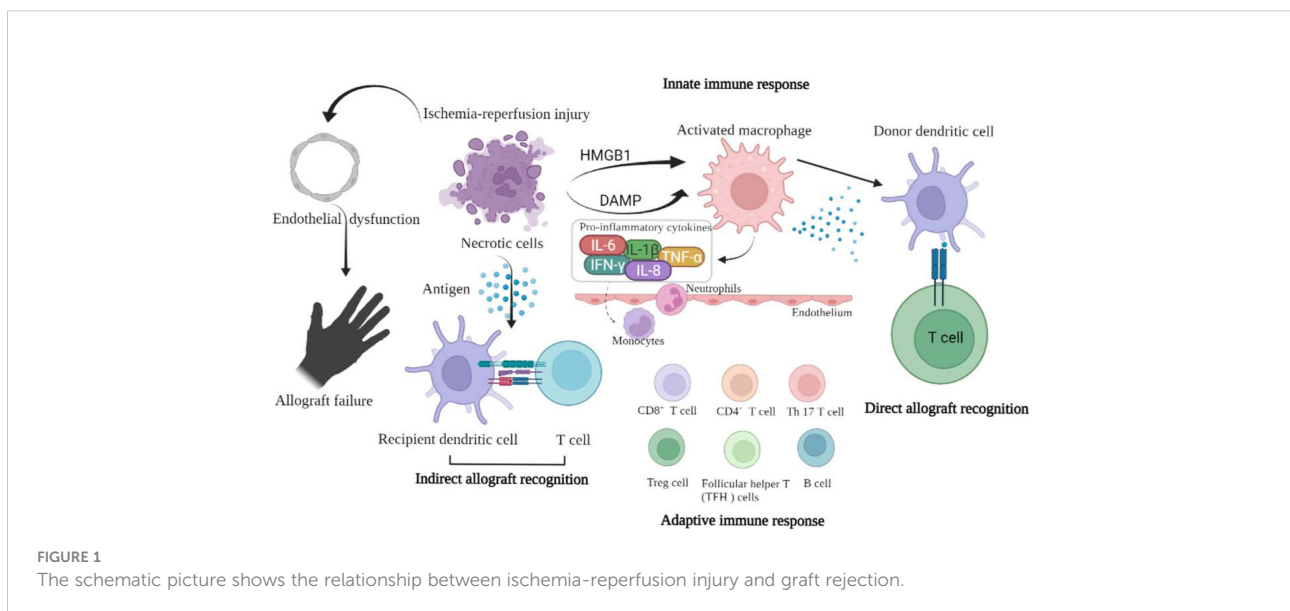 Innate immune response
Ischemia-reperfusion injury
Activated macrophage
Donor dendritic cell
HMGB1
DAMP
Endothelial dysfunction
Necrotic cells
Pro-inflammatory cytokines
IL-6
IL-1β
TNF-α
IFN-γ
IL-8
Antigen
Neutrophils
Endothelium
Monocytes
T cell
Allograft failure
CD8⁺ T cell
CD4⁺ T cell
Th 17 T cell
Direct allograft recognition
Recipient dendritic cell
T cell
Indirect allograft recognition
Treg cell
Follicular helper T
(TFH ) cells
B cell
Adaptive immune response
FIGURE 1
The schematic picture shows the relationship between ischemia-reperfusion injury and graft rejection.